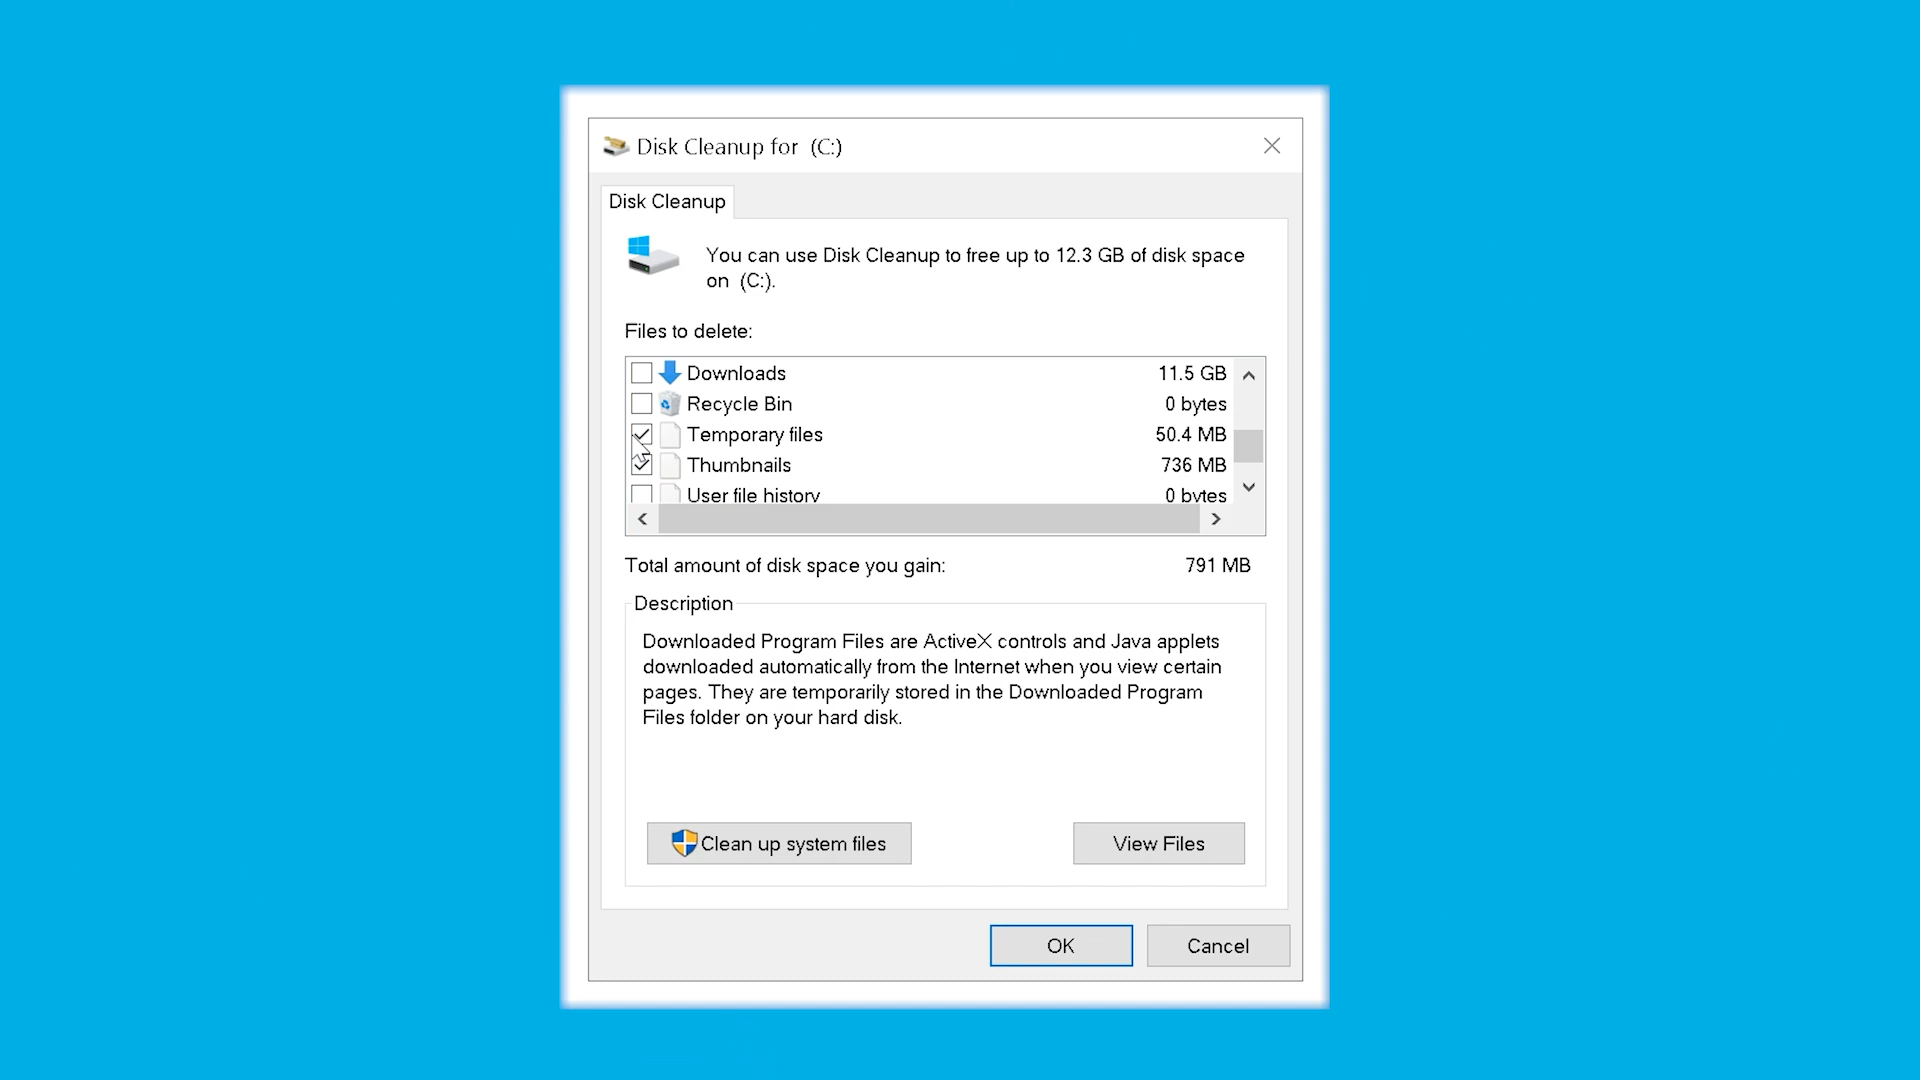 Disk Cleanup for  (C:)
Disk Cleanup
You can use Disk Cleanup to free up to 12.3 GB of disk space
on  (C:).
Files to delete:
Downloads 11.5 GB
Recycle Bin 0 bytes
Temporary files 50.4 MB
Thumbnails 736 MB
User file history 0 bytes
Total amount of disk space you gain: 791 MB
Description
Downloaded Program Files are ActiveX controls and Java applets
downloaded automatically from the Internet when you view certain
pages. They are temporarily stored in the Downloaded Program
Files folder on your hard disk.
Clean up system files View Files
OK Cancel